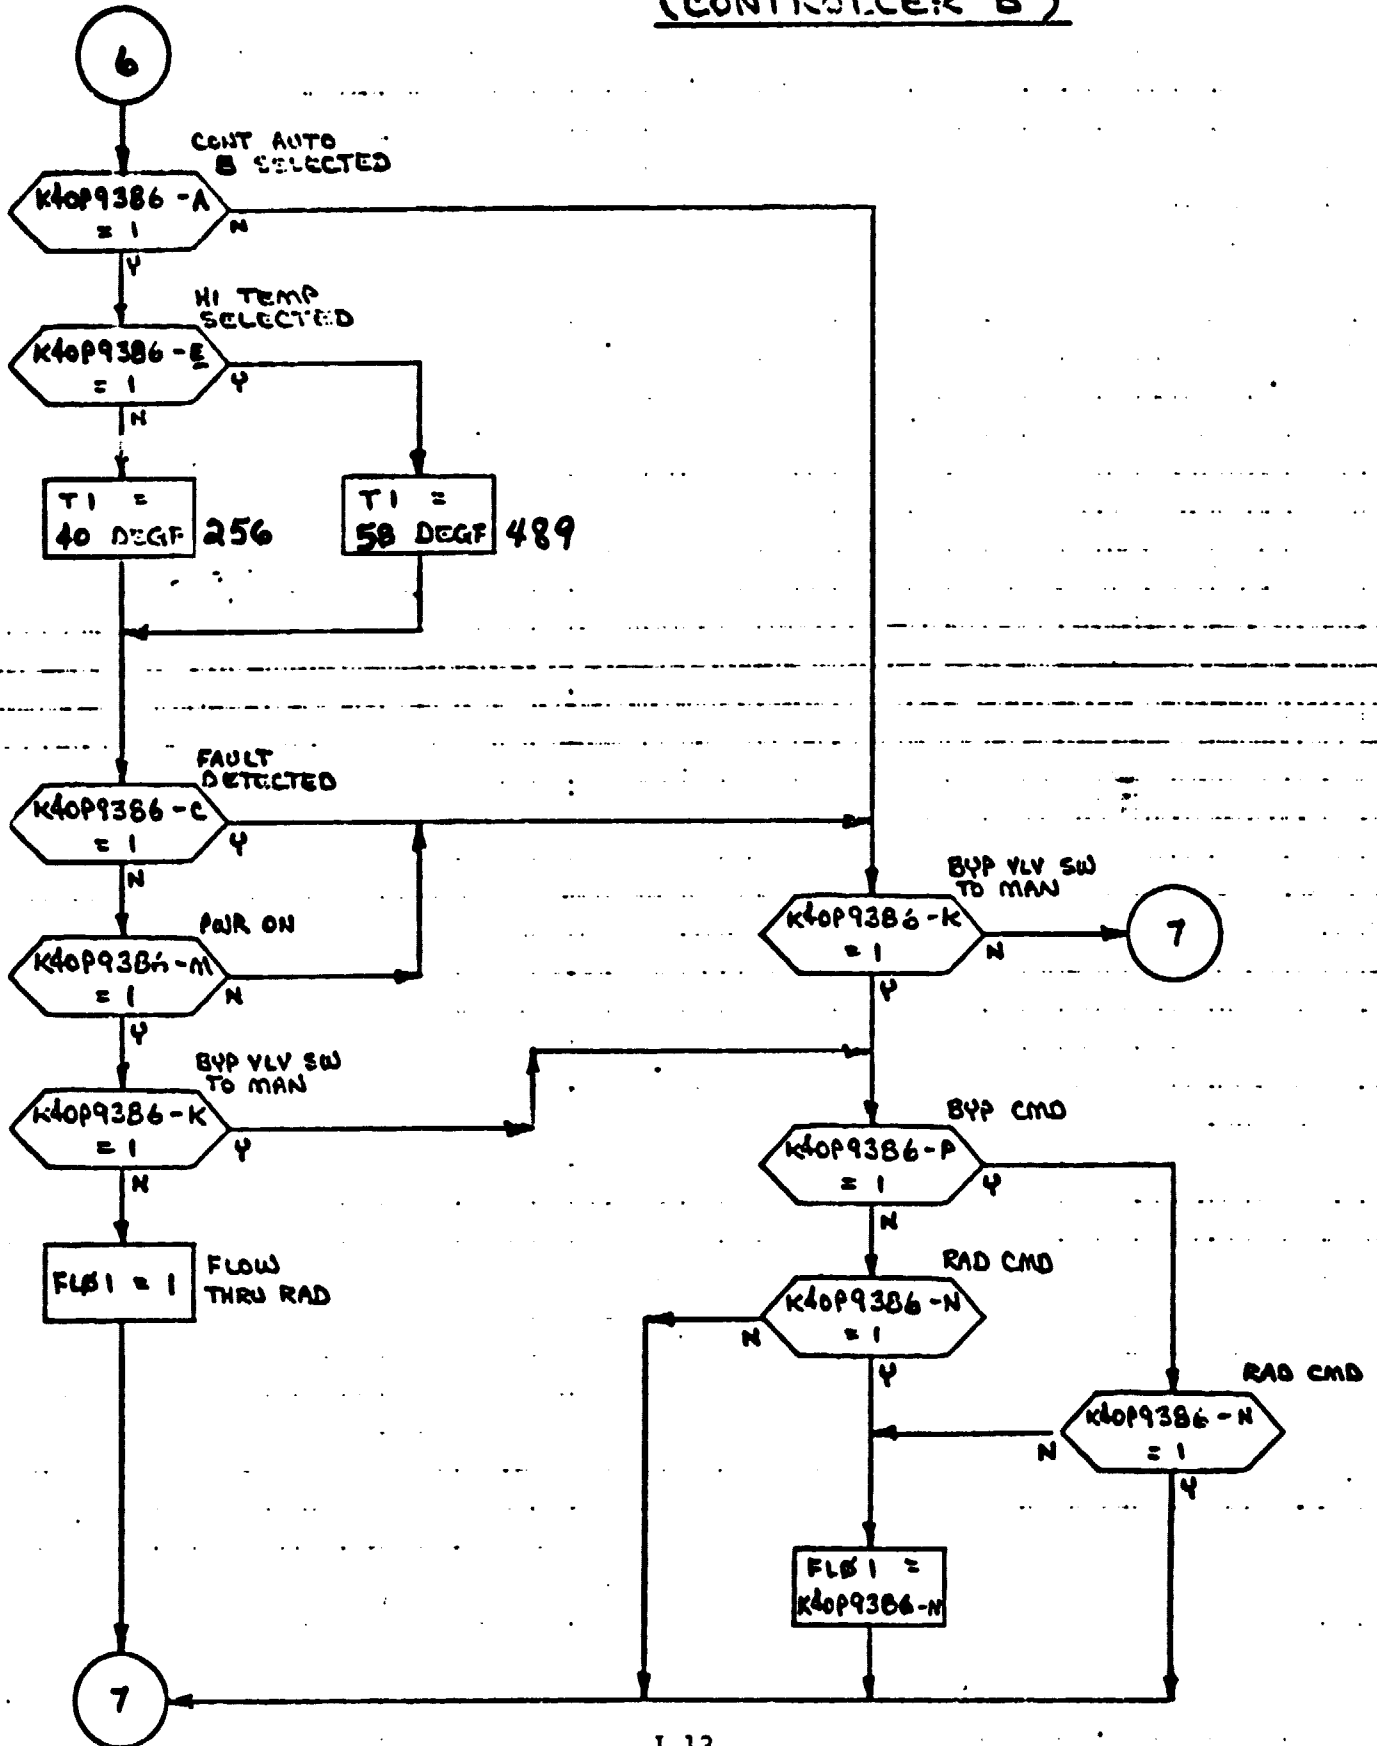 (CONTROLLER B)
6
CONT AUTO
B SELECTED
K40P9386-A
= 1
N
Y
HI TEMP
SELECTED
K40P9386-E
= 1
Y
N
T1 =
40 DEGF
256
T1 =
58 DEGF
489
FAULT
DETECTED
K40P9386-C
= 1
Y
N
PWR ON
K40P9386-M
= 1
N
Y
BYP VLV SW
TO MAN
K40P9386-K
= 1
Y
N
FLØ1 = 1
FLOW
THRU RAD
7
BYP VLV SW
TO MAN
K40P9386-K
= 1
N
Y
7
BYP CMD
K40P9386-P
= 1
Y
N
RAD CMD
K40P9386-N
= 1
N
Y
RAD CMD
K40P9386-N
= 1
N
Y
FLØ1 =
K40P9386-N
I-13